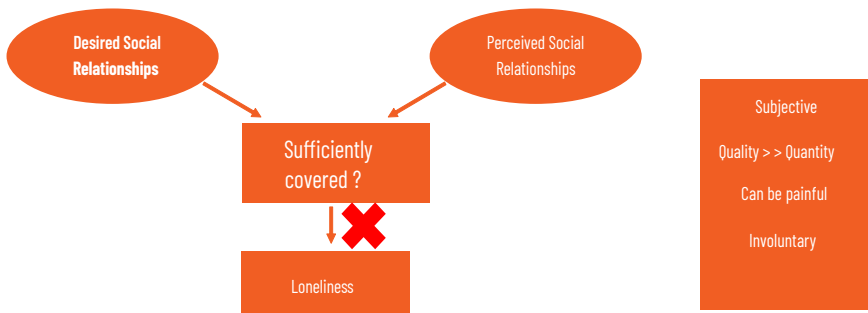 Desired Social
Relationships
Perceived Social
Relationships
Sufficiently
covered ?
Loneliness
Subjective
Quality > > Quantity
Can be painful
Involuntary